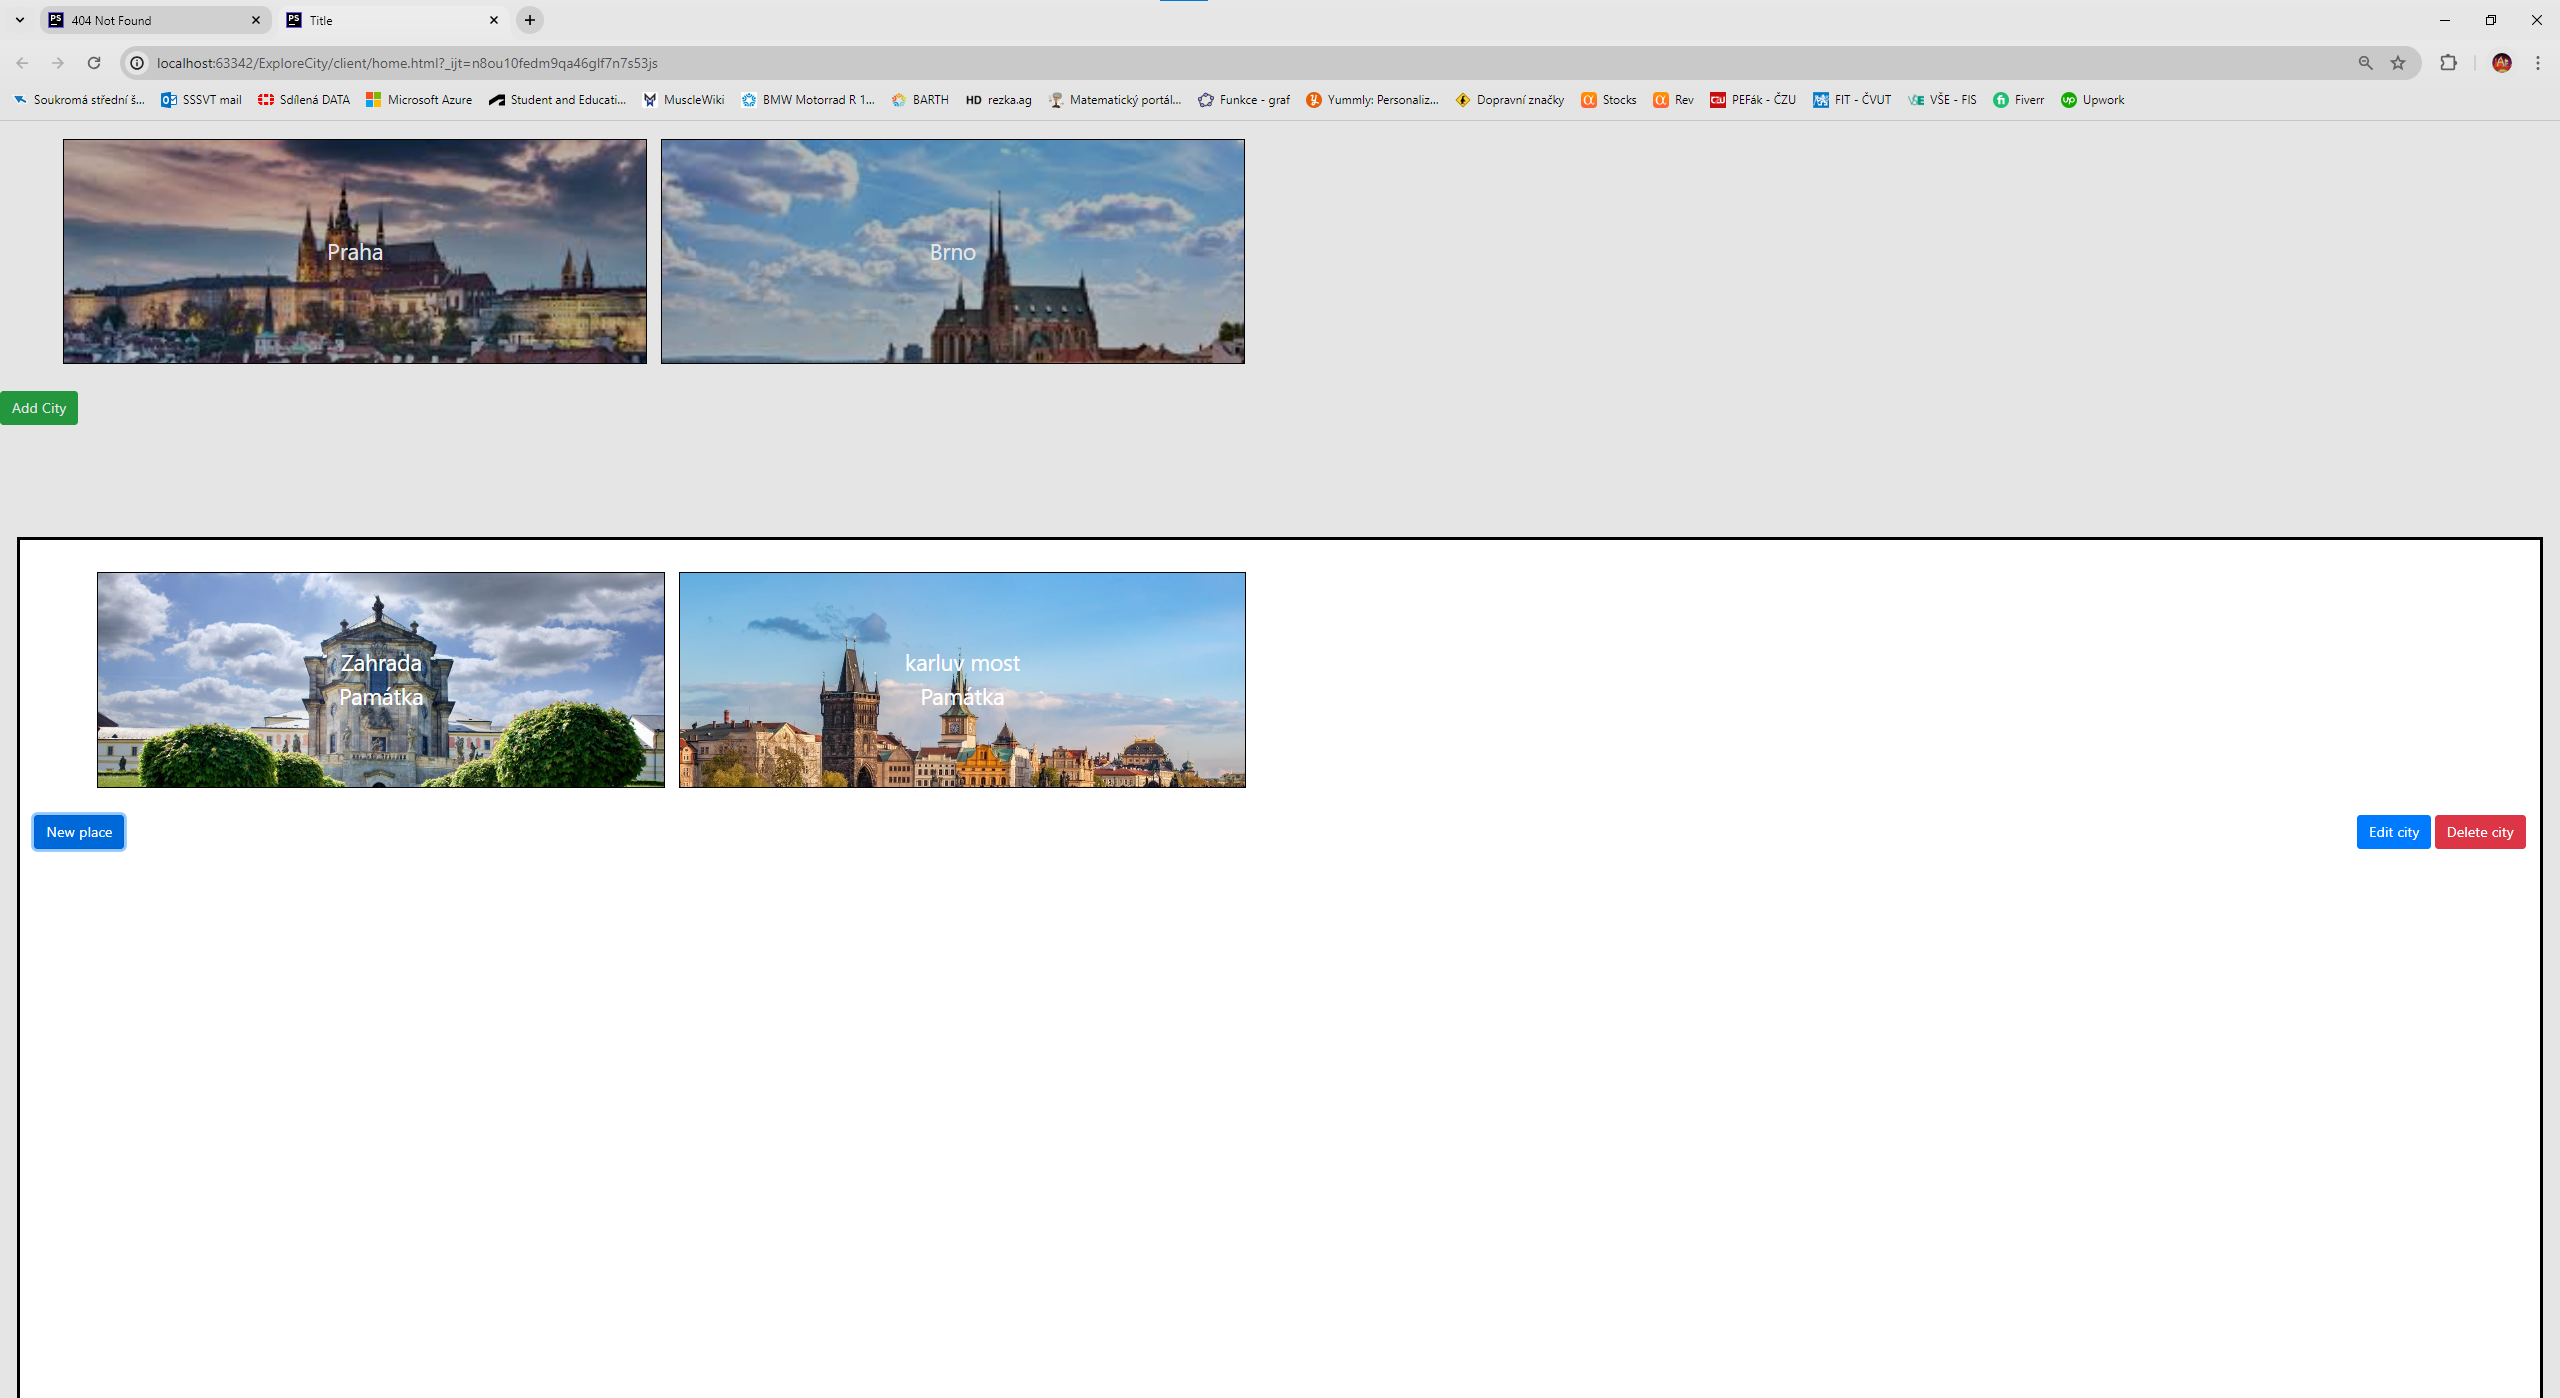 404 Not Found
Title
localhost:63342/ExploreCity/client/home.html?_ijt=n8ou10fedm9qa46glf7n7s53js
Soukromá střední š...
SSSVT mail
Sdílená DATA
Microsoft Azure
Student and Educati...
MuscleWiki
BMW Motorrad R 1...
BARTH
HD rezka.ag
Matematický portál...
Funkce - graf
Yummly: Personaliz...
Dopravní značky
Stocks
Rev
PEFák - ČZU
FIT - ČVUT
VŠE - FIS
Fiverr
Upwork
Praha
Brno
Add City
Zahrada
Památka
karluv most
Památka
New place
Edit city
Delete city